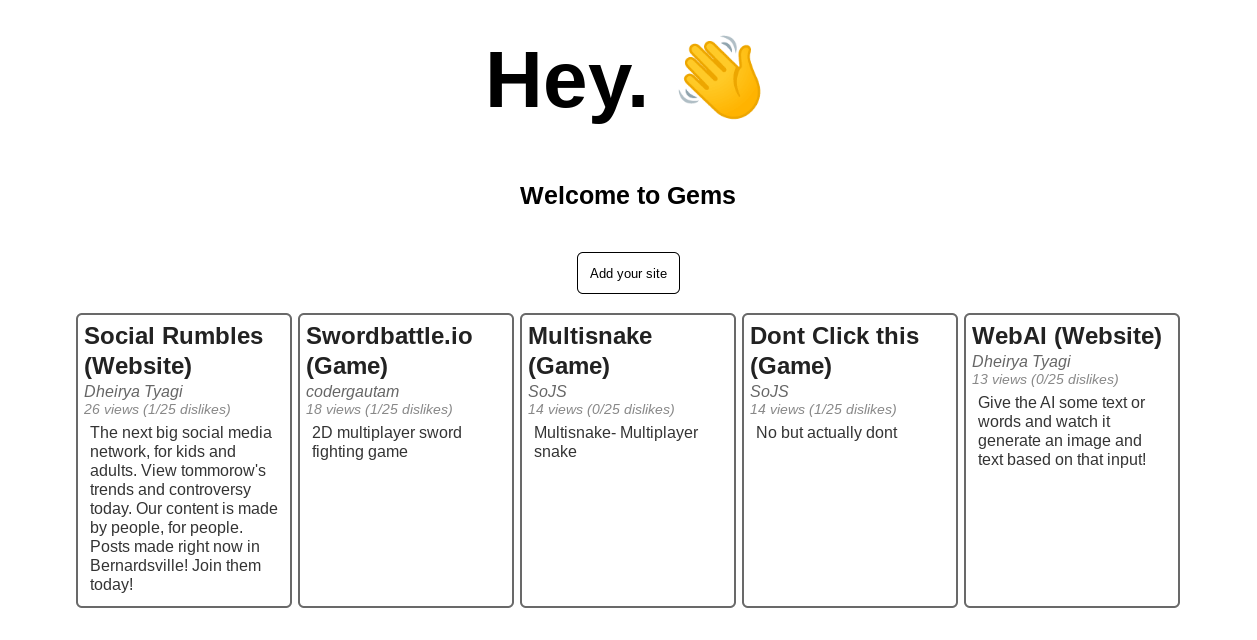 Hey. 👋
Welcome to Gems
Add your site
Social Rumbles
(Website)
Dheirya Tyagi
26 views (1/25 dislikes)
The next big social media
network, for kids and
adults. View tommorow's
trends and controversy
today. Our content is made
by people, for people.
Posts made right now in
Bernardsville! Join them
today!
Swordbattle.io
(Game)
codergautam
18 views (1/25 dislikes)
2D multiplayer sword
fighting game
Multisnake
(Game)
SoJS
14 views (0/25 dislikes)
Multisnake- Multiplayer
snake
Dont Click this
(Game)
SoJS
14 views (1/25 dislikes)
No but actually dont
WebAI (Website)
Dheirya Tyagi
13 views (0/25 dislikes)
Give the AI some text or
words and watch it
generate an image and
text based on that input!